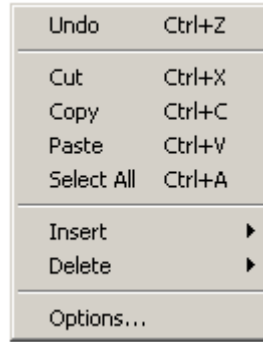 Undo Ctrl+Z
Cut Ctrl+X
Copy Ctrl+C
Paste Ctrl+V
Select All Ctrl+A
Insert
Delete
Options...